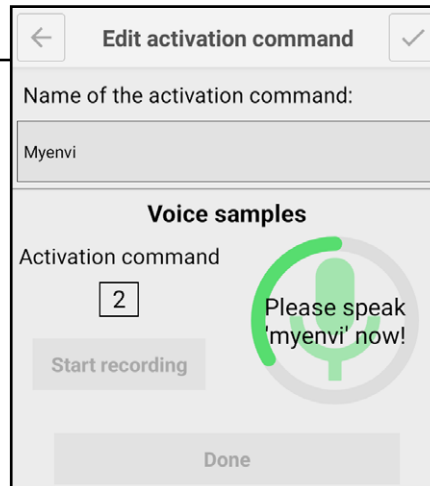 Edit activation command
Name of the activation command:
Myenvi
Voice samples
Activation command
2
Please speak
'myenvi' now!
Start recording
Done